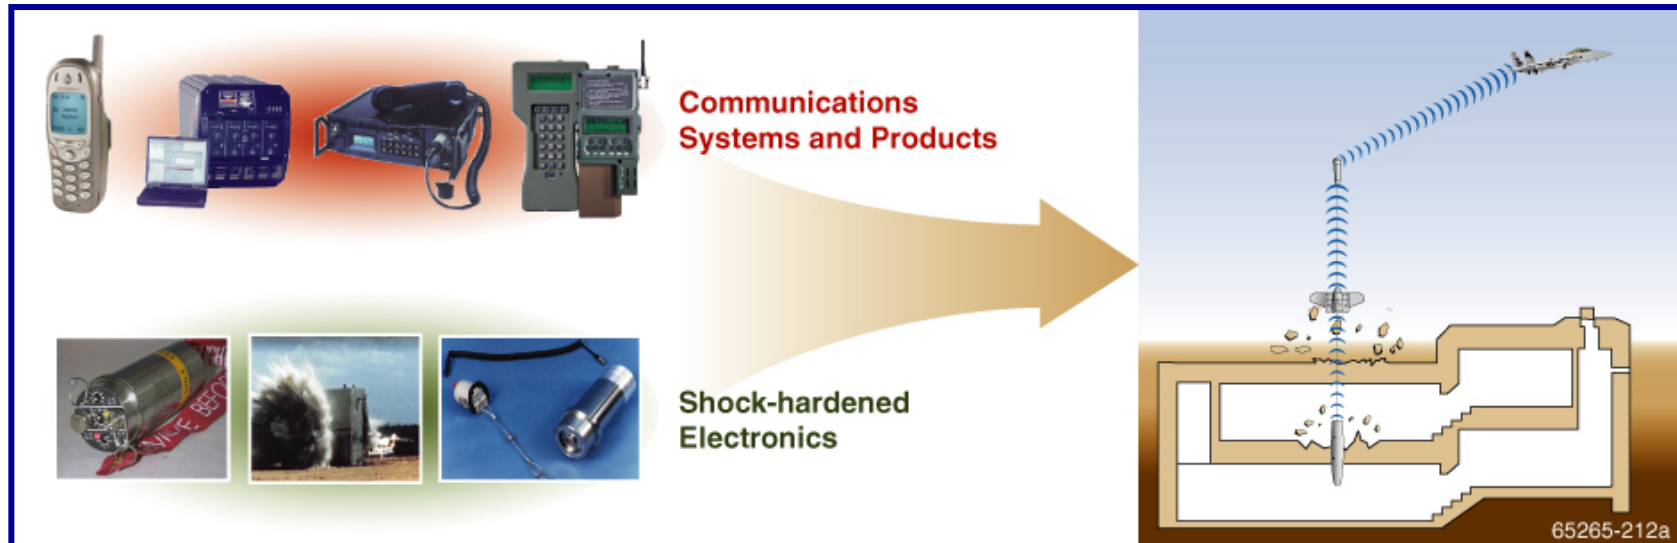 Communications
Systems and Products
Shock-hardened
Electronics
65265-212a